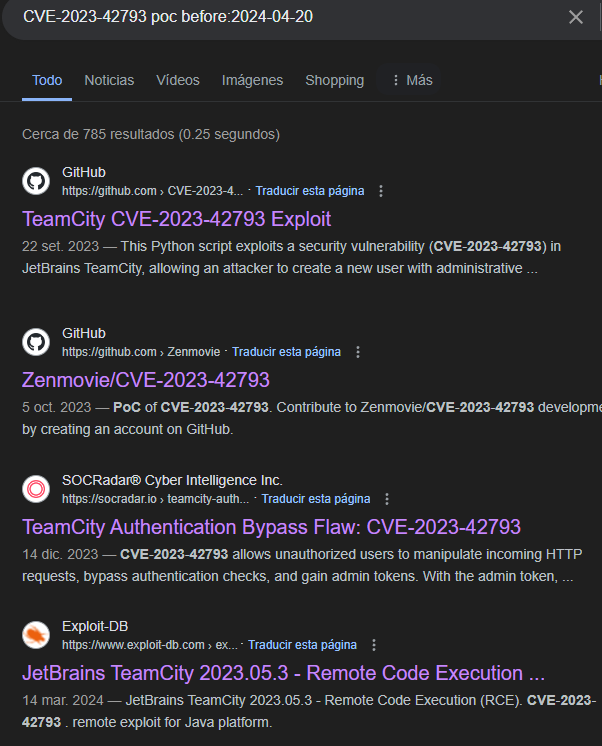 CVE-2023-42793 poc before:2024-04-20
Todo Noticias Vídeos Imágenes Shopping Más
Cerca de 785 resultados (0.25 segundos)
GitHub
https://github.com › CVE-2023-4... · Traducir esta página
TeamCity CVE-2023-42793 Exploit
22 set. 2023 — This Python script exploits a security vulnerability (CVE-2023-42793) in
JetBrains TeamCity, allowing an attacker to create a new user with administrative ...
GitHub
https://github.com › Zenmovie · Traducir esta página
Zenmovie/CVE-2023-42793
5 oct. 2023 — PoC of CVE-2023-42793. Contribute to Zenmovie/CVE-2023-42793 developme
by creating an account on GitHub.
SOCRadar® Cyber Intelligence Inc.
https://socradar.io › teamcity-auth... · Traducir esta página
TeamCity Authentication Bypass Flaw: CVE-2023-42793
14 dic. 2023 — CVE-2023-42793 allows unauthorized users to manipulate incoming HTTP
requests, bypass authentication checks, and gain admin tokens. With the admin token, ...
Exploit-DB
https://www.exploit-db.com › ex... · Traducir esta página
JetBrains TeamCity 2023.05.3 - Remote Code Execution ...
14 mar. 2024 — JetBrains TeamCity 2023.05.3 - Remote Code Execution (RCE). CVE-2023-
42793 . remote exploit for Java platform.